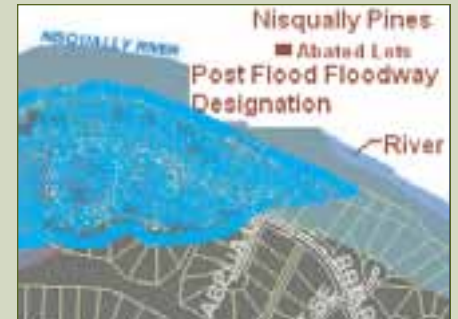 Nisqually Pines
NISQUALLY RIVER
Abated Lots
Post Flood Floodway
Designation
River